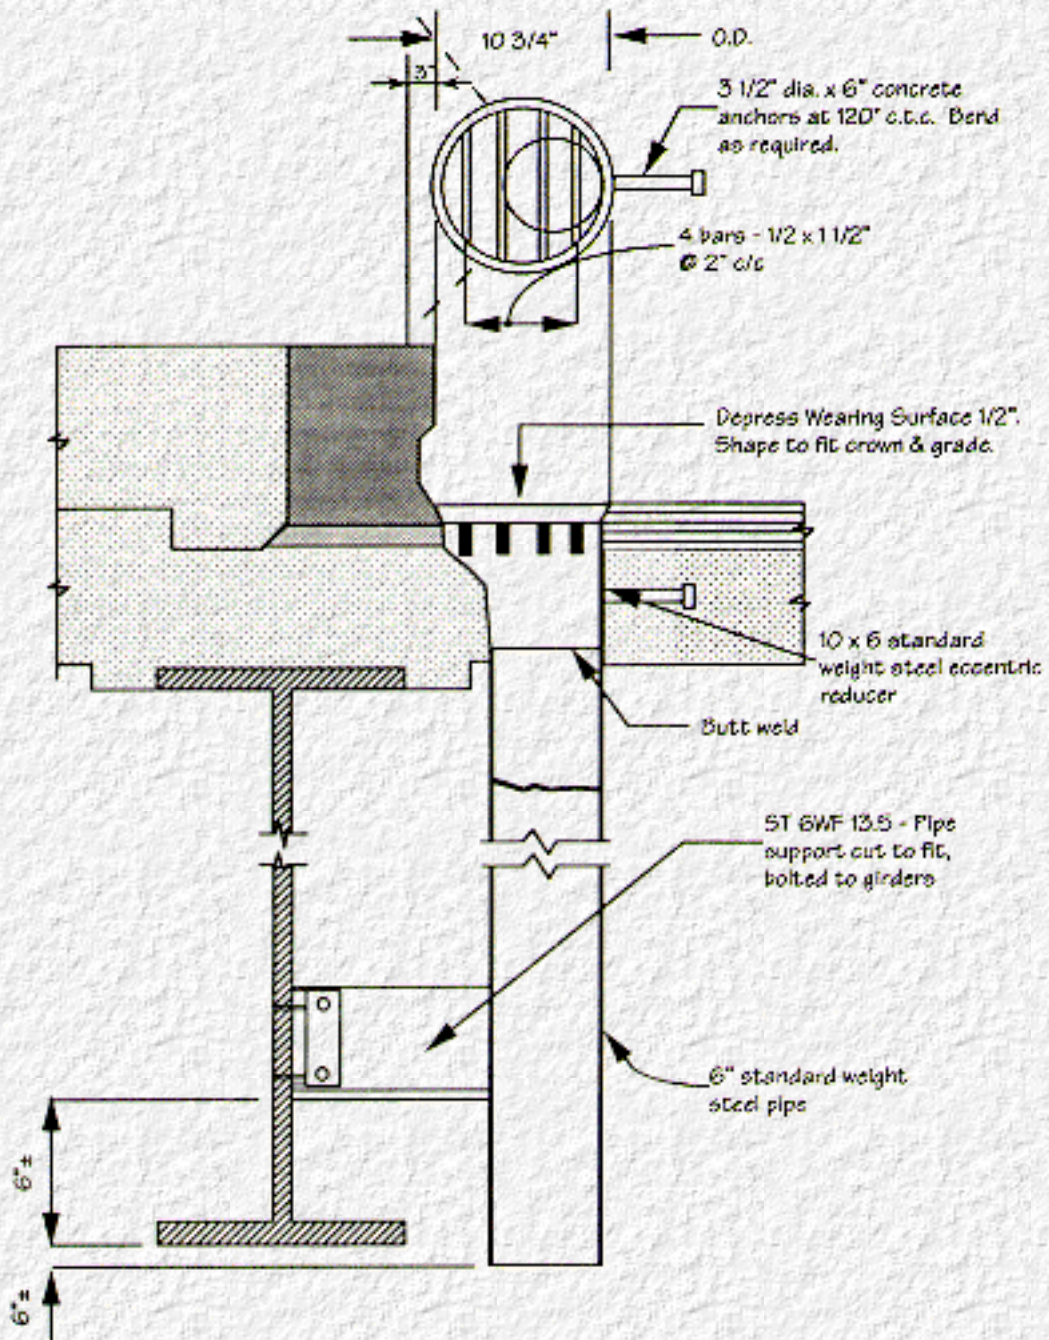 10 3/4"
O.D.
3"
3 1/2" dia. x 6" concrete
anchors at 120° c.t.c. Bend
as required.
4 bars - 1/2 x 1 1/2"
@ 2" c/c
Depress Wearing Surface 1/2".
Shape to fit crown & grade.
10 x 6 standard
weight steel eccentric
reducer
Butt weld
ST 6WF 13.5 - Pipe
support cut to fit,
bolted to girders
6" standard weight
steel pipe
6"±
6"±